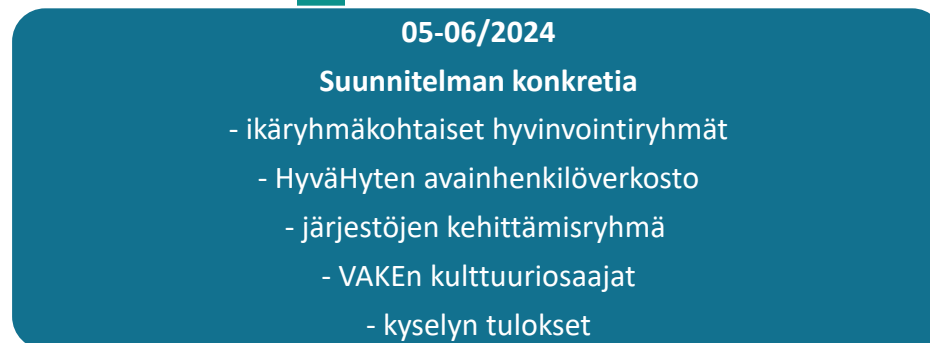 05-06/2024
Suunnitelman konkretia
- ikäryhmäkohtaiset hyvinvointiryhmät
- HyväHyten avainhenkilöverkosto
- järjestöjen kehittämisryhmä
- VAKEn kulttuuriosaajat
- kyselyn tulokset